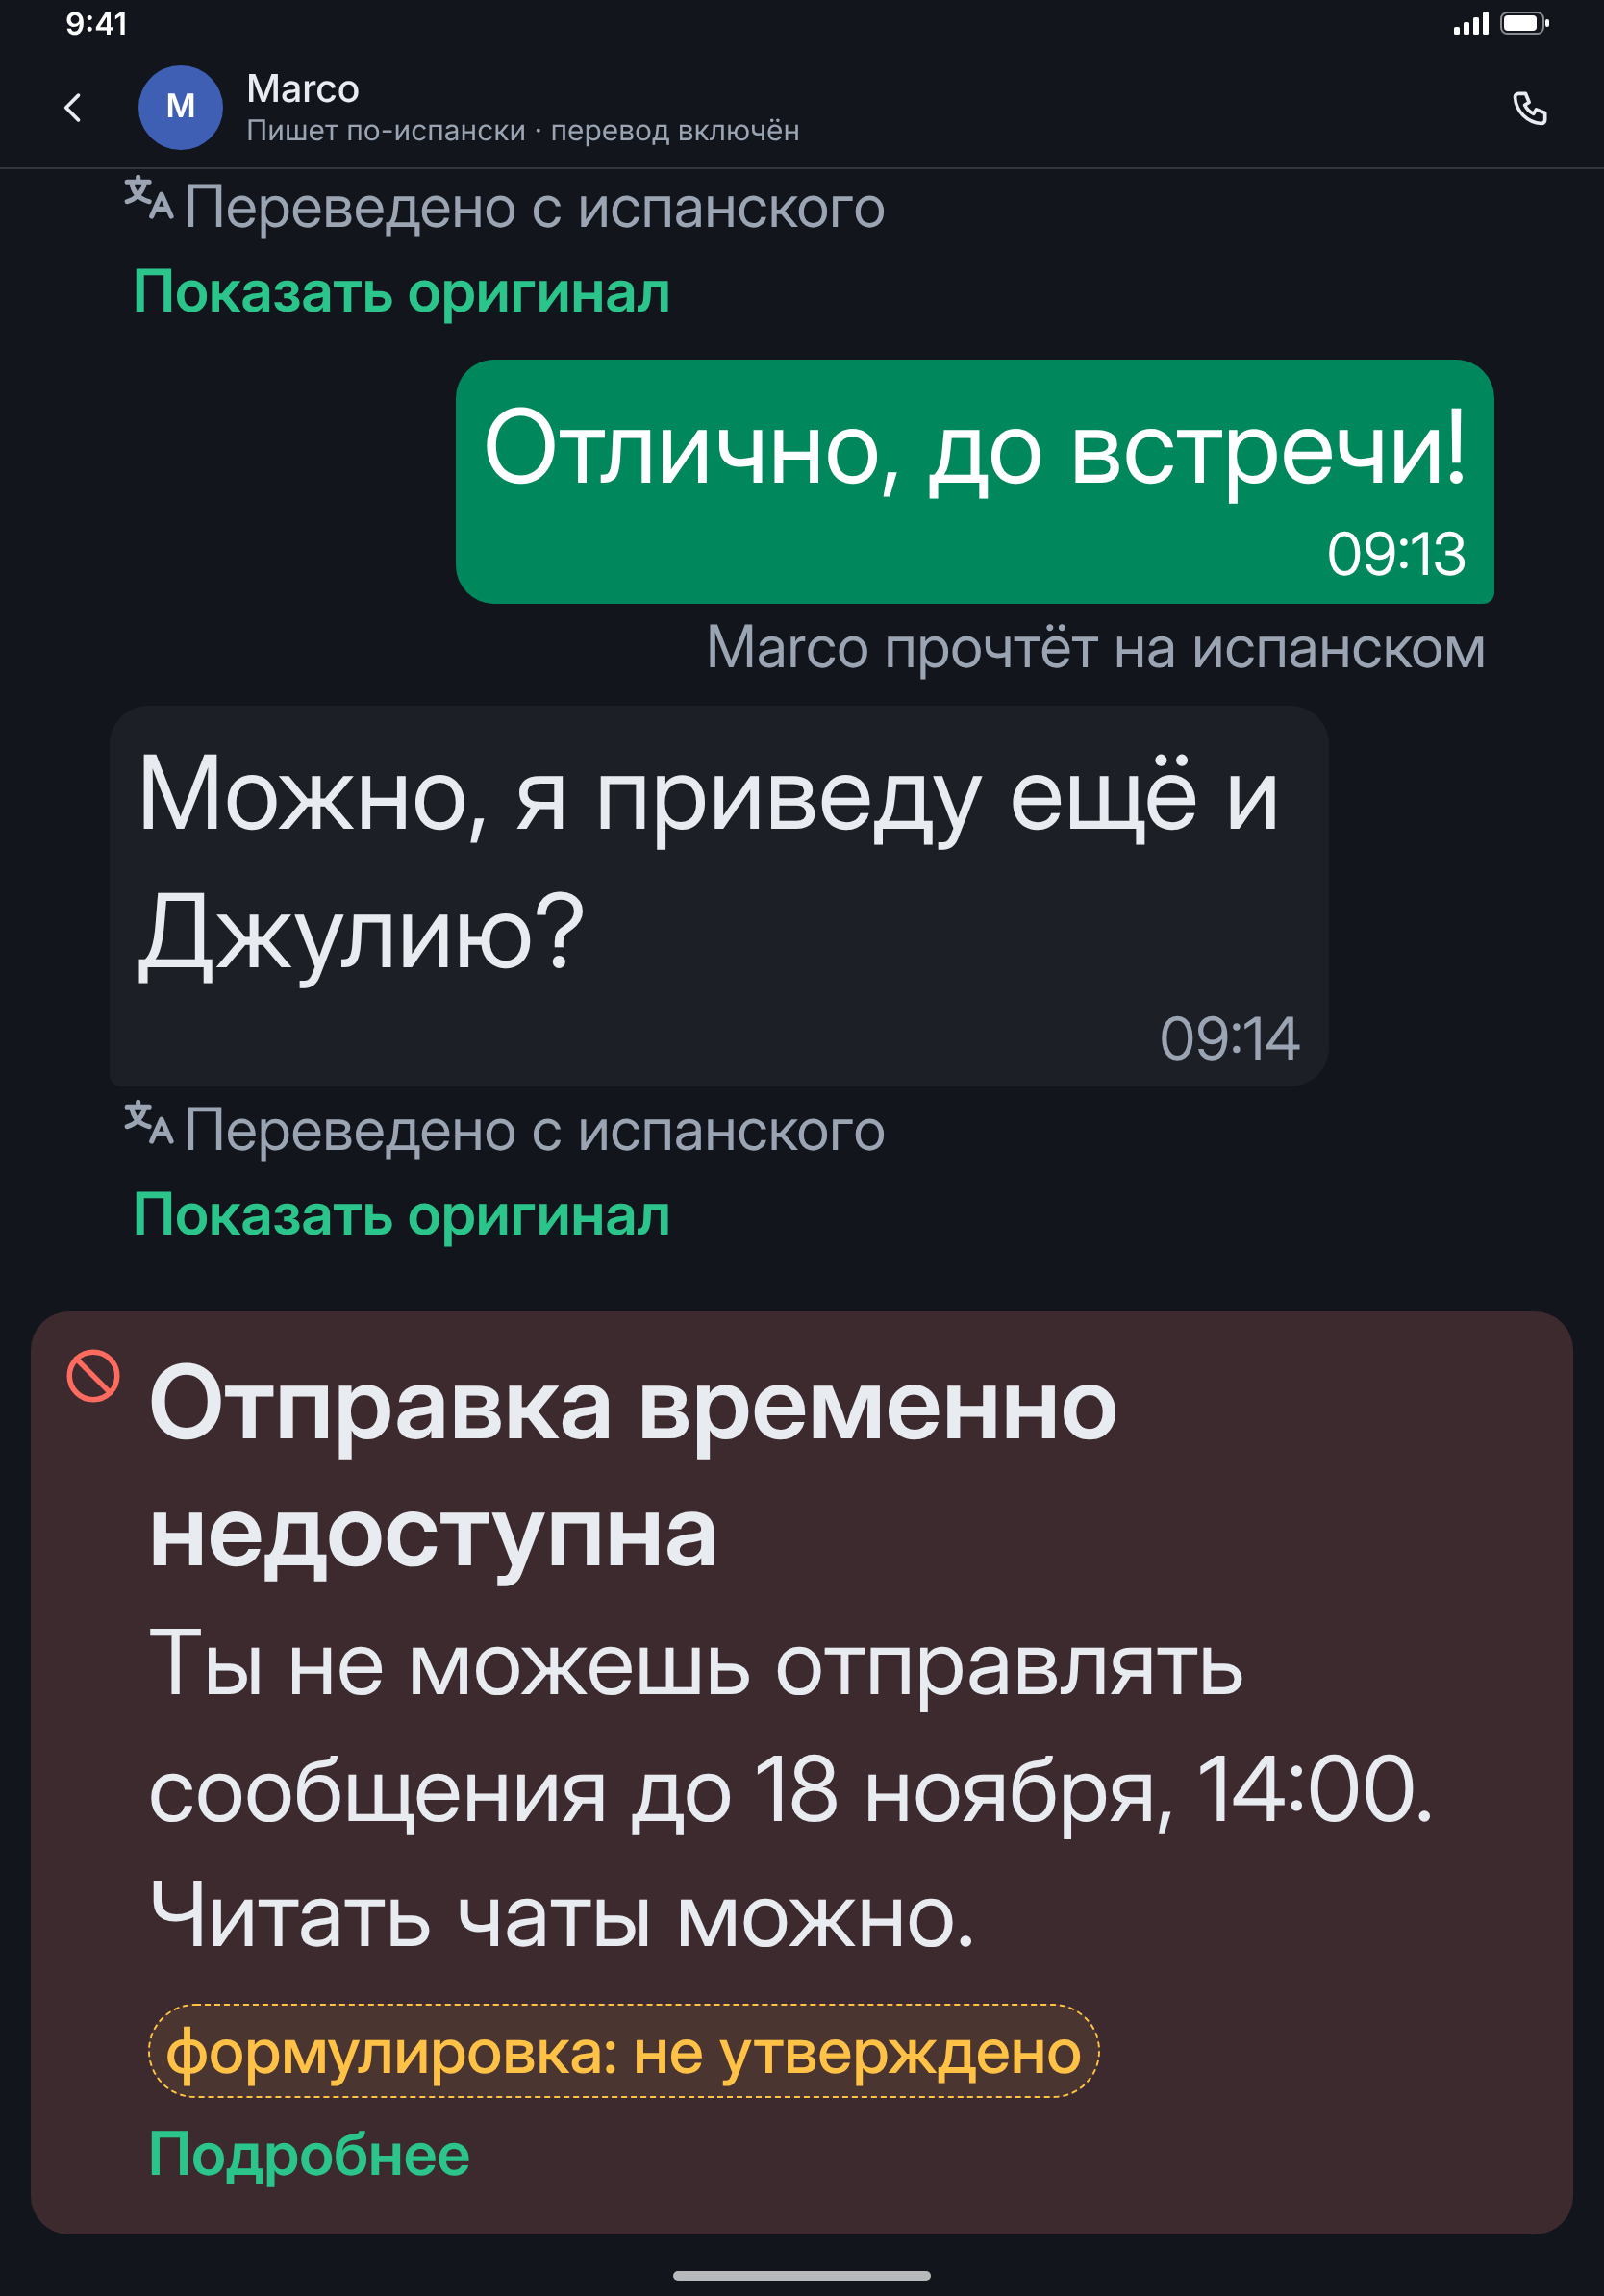 9:41
M
Marco
Пишет по-испански · перевод включён
Переведено с испанского
Показать оригинал
Отлично, до встречи!
09:13
Marco прочтёт на испанском
Можно, я приведу ещё и
Джулию?
09:14
Переведено с испанского
Показать оригинал
Отправка временно
недоступна
Ты не можешь отправлять
сообщения до 18 ноября, 14:00.
Читать чаты можно.
формулировка: не утверждено
Подробнее